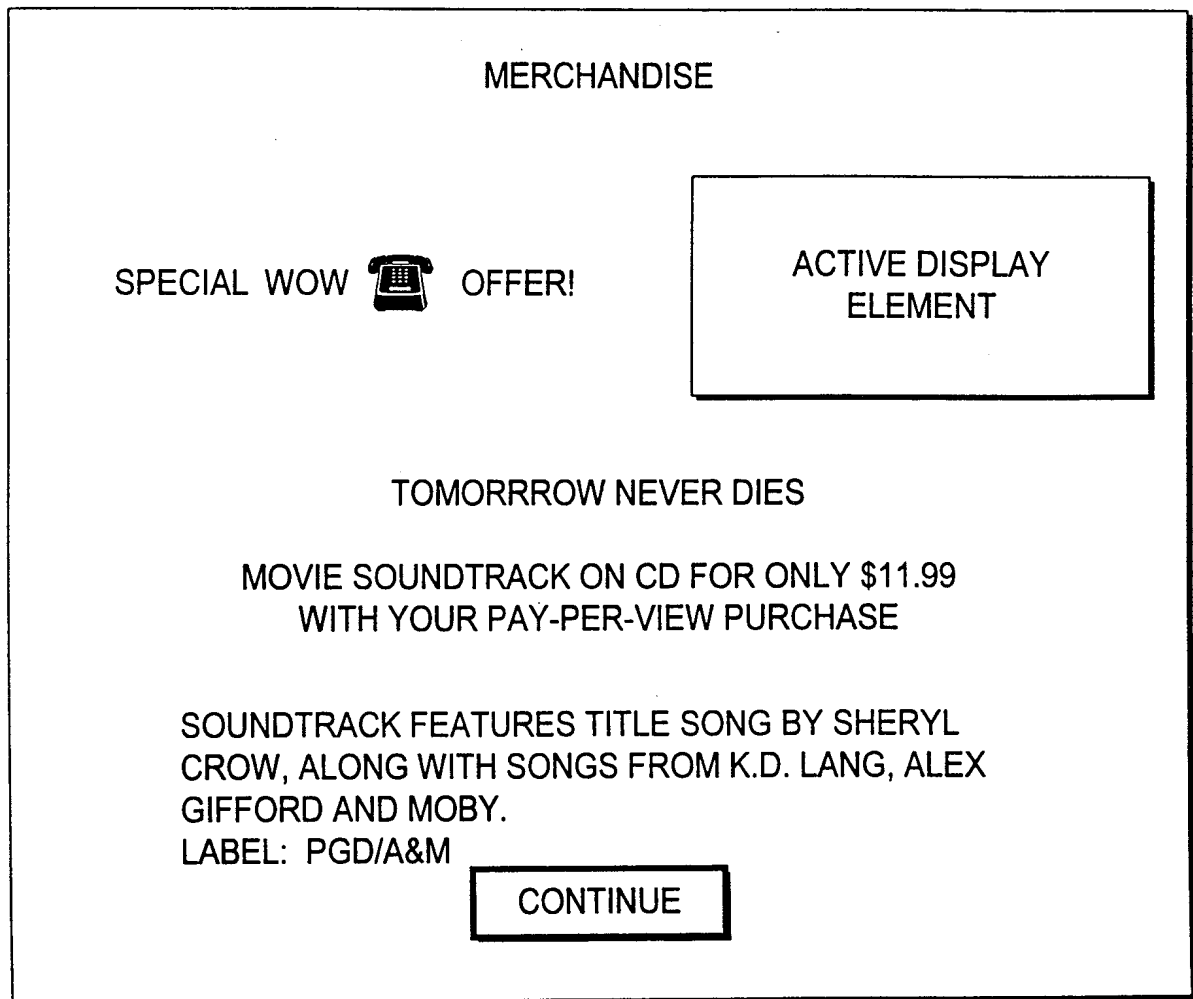 MERCHANDISE
SPECIAL WOW OFFER!
ACTIVE DISPLAY
ELEMENT
TOMORRROW NEVER DIES
MOVIE SOUNDTRACK ON CD FOR ONLY $11.99
WITH YOUR PAY-PER-VIEW PURCHASE
SOUNDTRACK FEATURES TITLE SONG BY SHERYL
CROW, ALONG WITH SONGS FROM K.D. LANG, ALEX
GIFFORD AND MOBY.
LABEL: PGD/A&M
CONTINUE